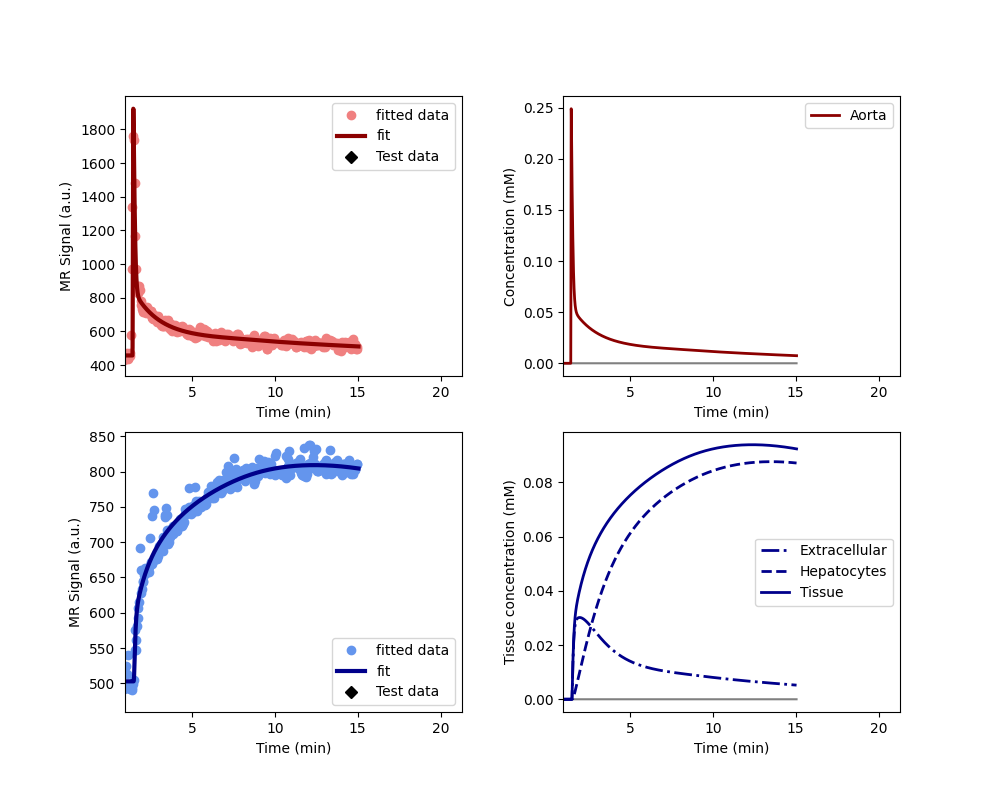 MR Signal (a.u.)
1800
1600
1400
1200
1000
800
600
400
5 10 15 20
Time (min)
fitted data
fit
Test data
Concentration (mM)
0.25
0.20
0.15
0.10
0.05
0.00
5 10 15 20
Time (min)
Aorta
MR Signal (a.u.)
850
800
750
700
650
600
550
500
5 10 15 20
Time (min)
fitted data
fit
Test data
Tissue concentration (mM)
0.08
0.06
0.04
0.02
0.00
5 10 15 20
Time (min)
Extracellular
Hepatocytes
Tissue